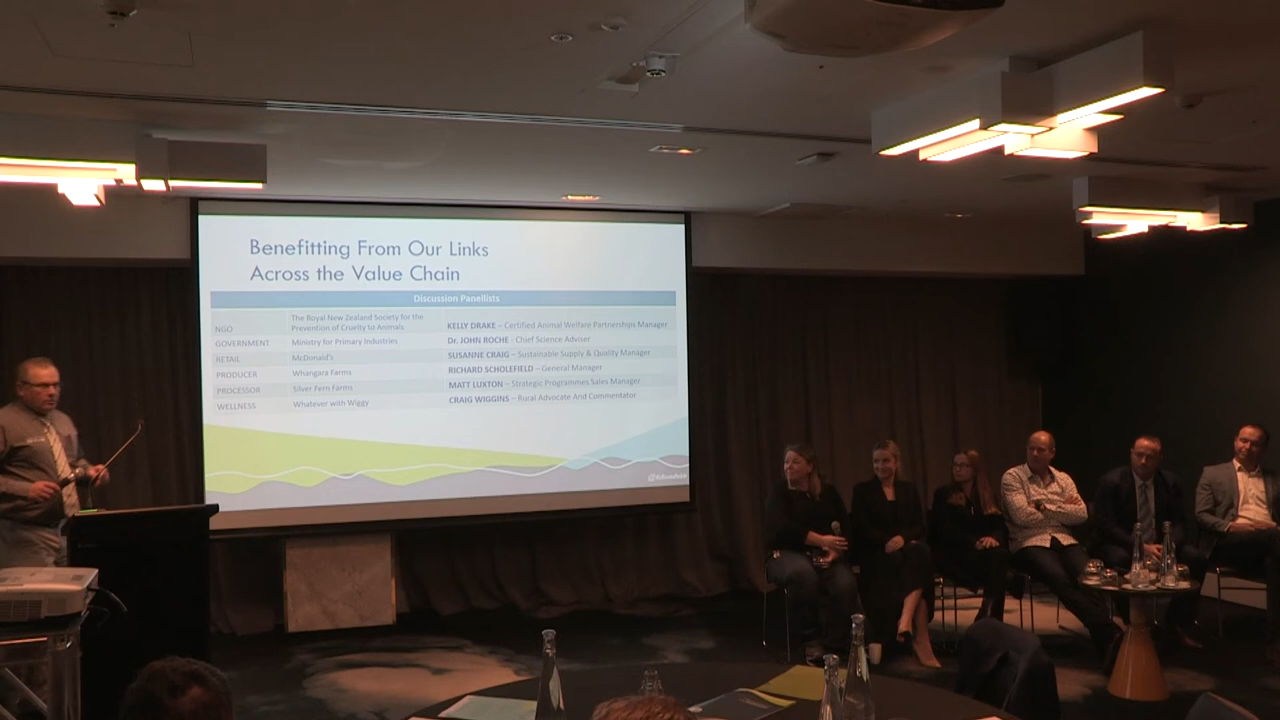 Benefitting From Our Links
Across the Value Chain
Discussion Panellists
NGO
The Royal New Zealand Society for the
Prevention of Cruelty to Animals
KELLY DRAKE – Certified Animal Welfare Partnerships Manager
GOVERNMENT Ministry for Primary Industries Dr. JOHN ROCHE - Chief Science Adviser
RETAIL McDonald's SUSANNE CRAIG – Sustainable Supply & Quality Manager
PRODUCER Whangara Farms RICHARD SCHOLEFIELD – General Manager
PROCESSOR Silver Fern Farms MATT LUXTON – Strategic Programmes Sales Manager
WELLNESS Whatever with Wiggy CRAIG WIGGINS – Rural Advocate And Commentator